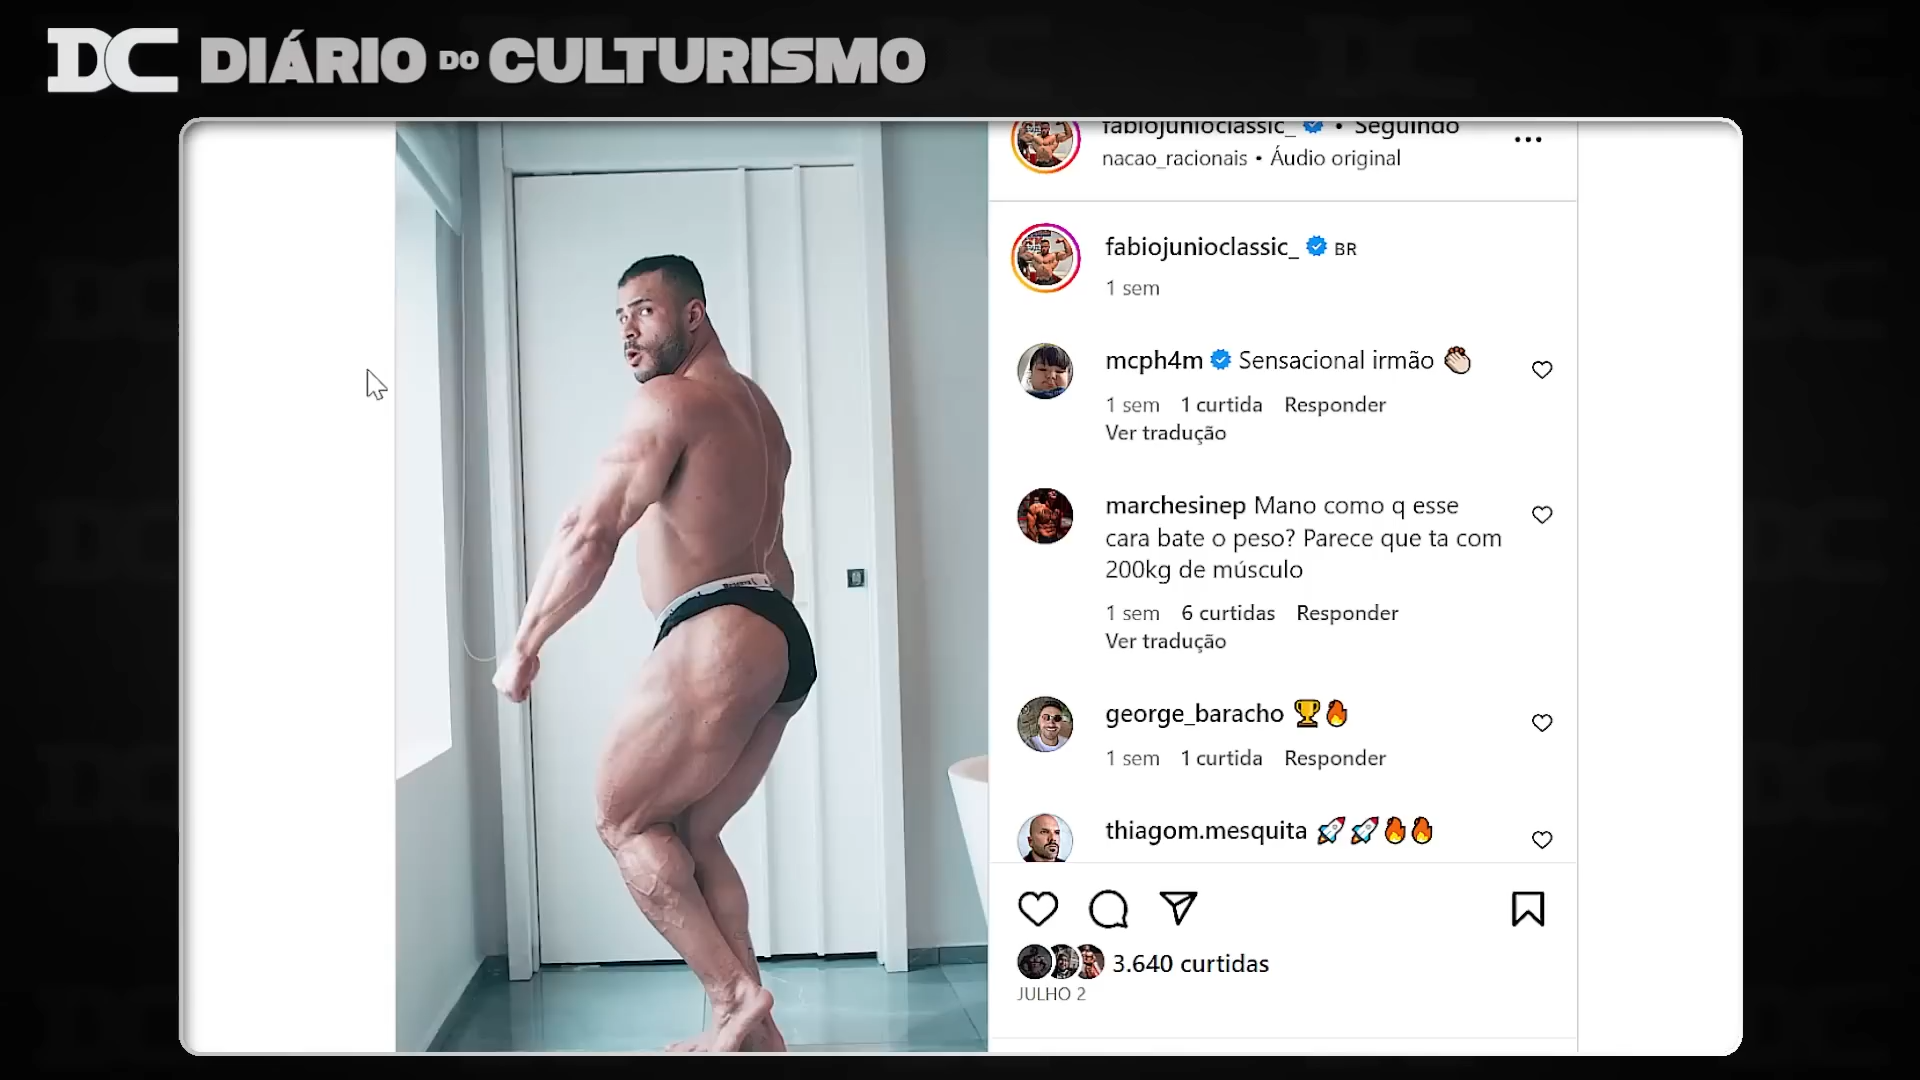 DC DIÁRIO DO CULTURISMO
fabiojunioclassic_ • Seguindo
nacao_racionais • Áudio original
fabiojunioclassic_ BR
1 sem
mcph4m Sensacional irmão 👏
1 sem 1 curtida Responder
Ver tradução
marchesinep Mano como q esse
cara bate o peso? Parece que ta com
200kg de músculo
1 sem 6 curtidas Responder
Ver tradução
george_baracho 🏆🔥
1 sem 1 curtida Responder
thiagom.mesquita 🚀🚀🔥🔥
3.640 curtidas
JULHO 2